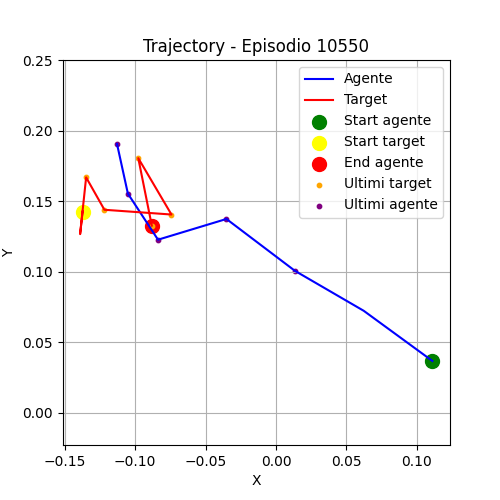 Trajectory - Episodio 10550
0.25
0.20
0.15
0.10
0.05
0.00
Y
−0.15
−0.10
−0.05
0.00
0.05
0.10
X
Agente
Target
Start agente
Start target
End agente
Ultimi target
Ultimi agente